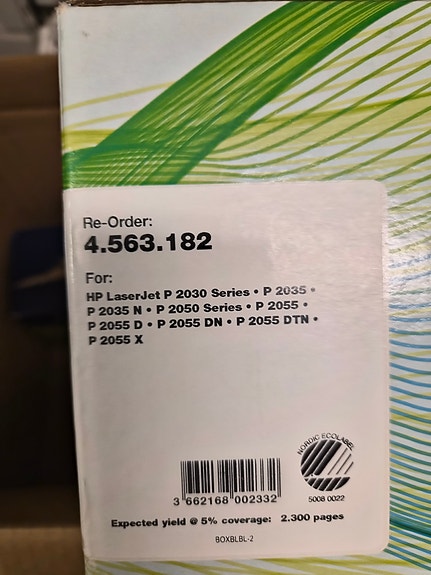 Re-Order:
4.563.182
For:
HP LaserJet P 2030 Series • P 2035 •
P 2035 N • P 2050 Series • P 2055 •
P 2055 D • P 2055 DN • P 2055 DTN •
P 2055 X
NORDIC ECOLABEL
3 662168 002332
5008 0022
Expected yield @ 5% coverage: 2.300 pages
BOXBLBL-2